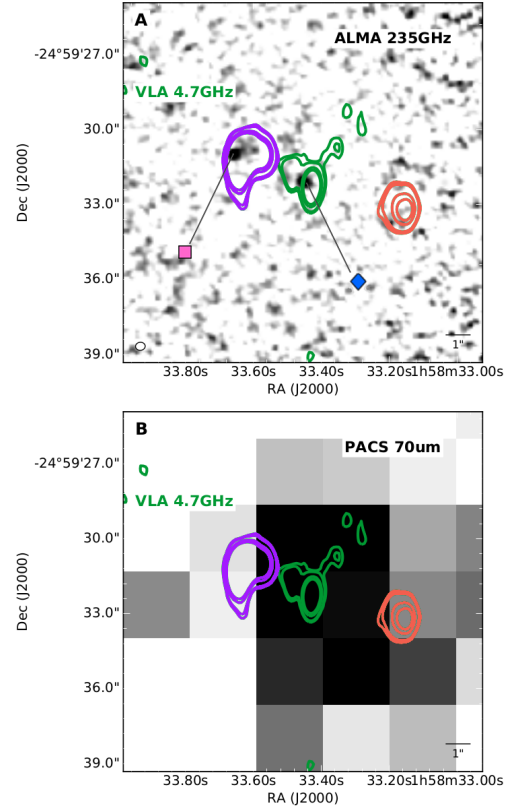 A
ALMA 235GHz
VLA 4.7GHz
-24°59'27.0"
30.0"
33.0"
36.0"
39.0"
Dec (J2000)
1"
33.80s 33.60s 33.40s 33.20s 1h58m33.00s
RA (J2000)
B
PACS 70um
VLA 4.7GHz
-24°59'27.0"
30.0"
33.0"
36.0"
39.0"
Dec (J2000)
1"
33.80s 33.60s 33.40s 33.20s 1h58m33.00s
RA (J2000)